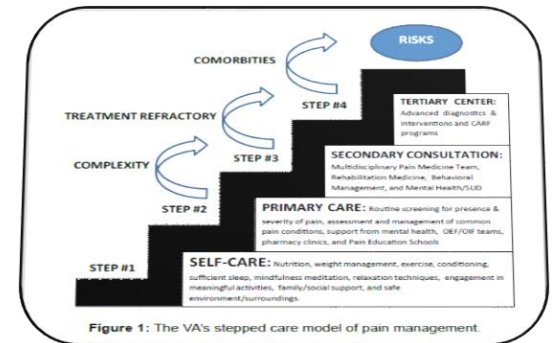 RISKS
COMORBITIES
STEP #4
TERTIARY CENTER:
Advanced diagnostics &
interventions and CARF
programs
TREATMENT REFRACTORY
STEP #3
SECONDARY CONSULTATION:
Multidisciplinary Pain Medicine Team,
Rehabilitation Medicine, Behavioral
Management, and Mental Health/SUD
COMPLEXITY
STEP #2
PRIMARY CARE: Routine screening for presence &
severity of pain, assessment and management of common
pain conditions, support from mental health, OEF/OIF teams,
pharmacy clinics, and Pain Education Schools
STEP #1
SELF-CARE: Nutrition, weight management, exercise, conditioning,
sufficient sleep, mindfulness meditation, relaxation techniques, engagement in
meaningful activities, family/social support, and safe
environment/surroundings.
Figure 1: The VA's stepped care model of pain management.